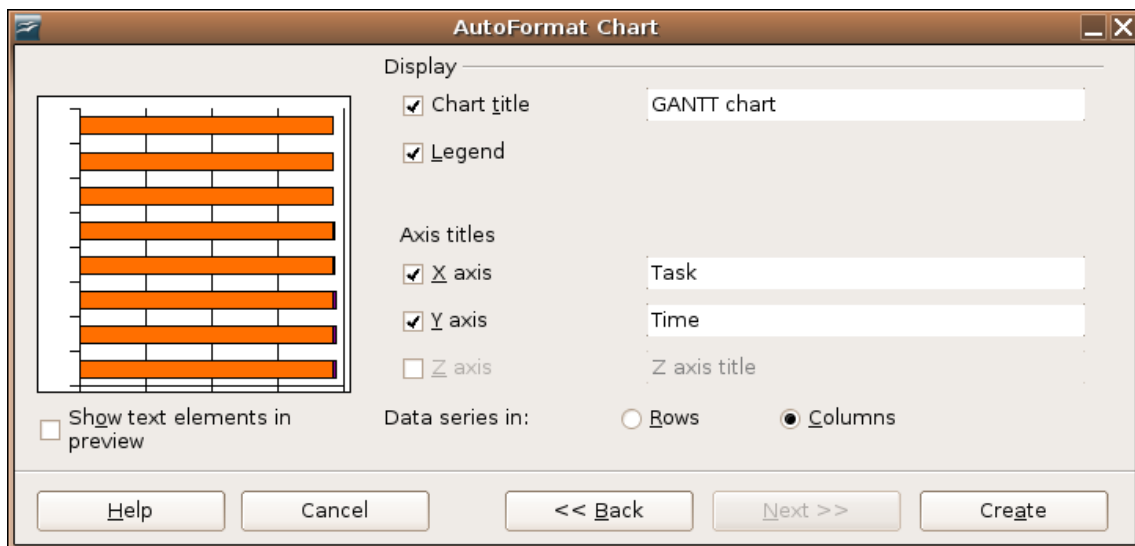 AutoFormat Chart
Display
Chart title
GANTT chart
Legend
Axis titles
X axis
Task
Y axis
Time
Z axis
Z axis title
Show text elements in
preview
Data series in:
Rows
Columns
Help
Cancel
<< Back
Next >>
Create